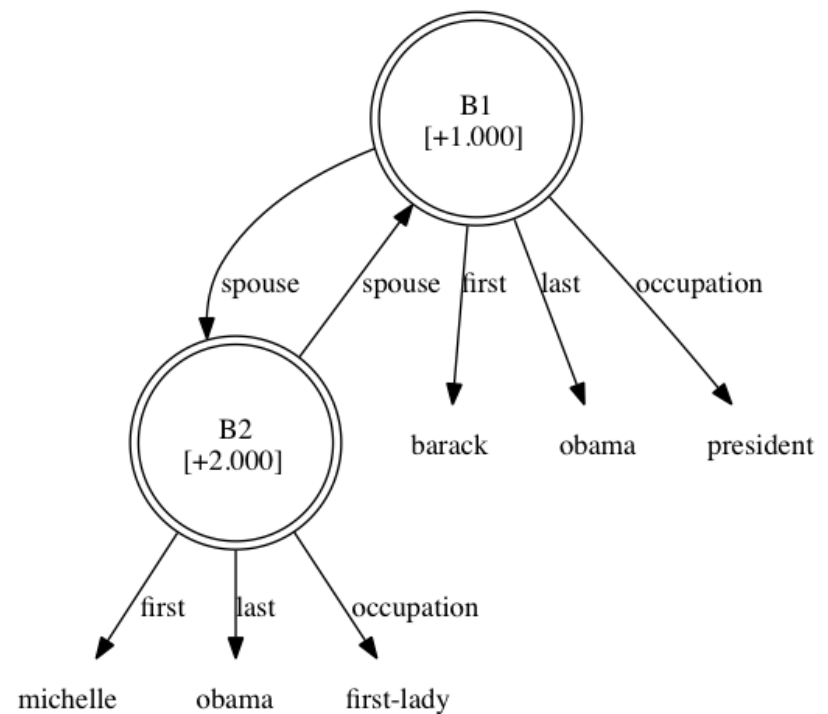 B1
[+1.000]
spouse
spouse
first
last
occupation
B2
[+2.000]
barack
obama
president
first
last
occupation
michelle
obama
first-lady